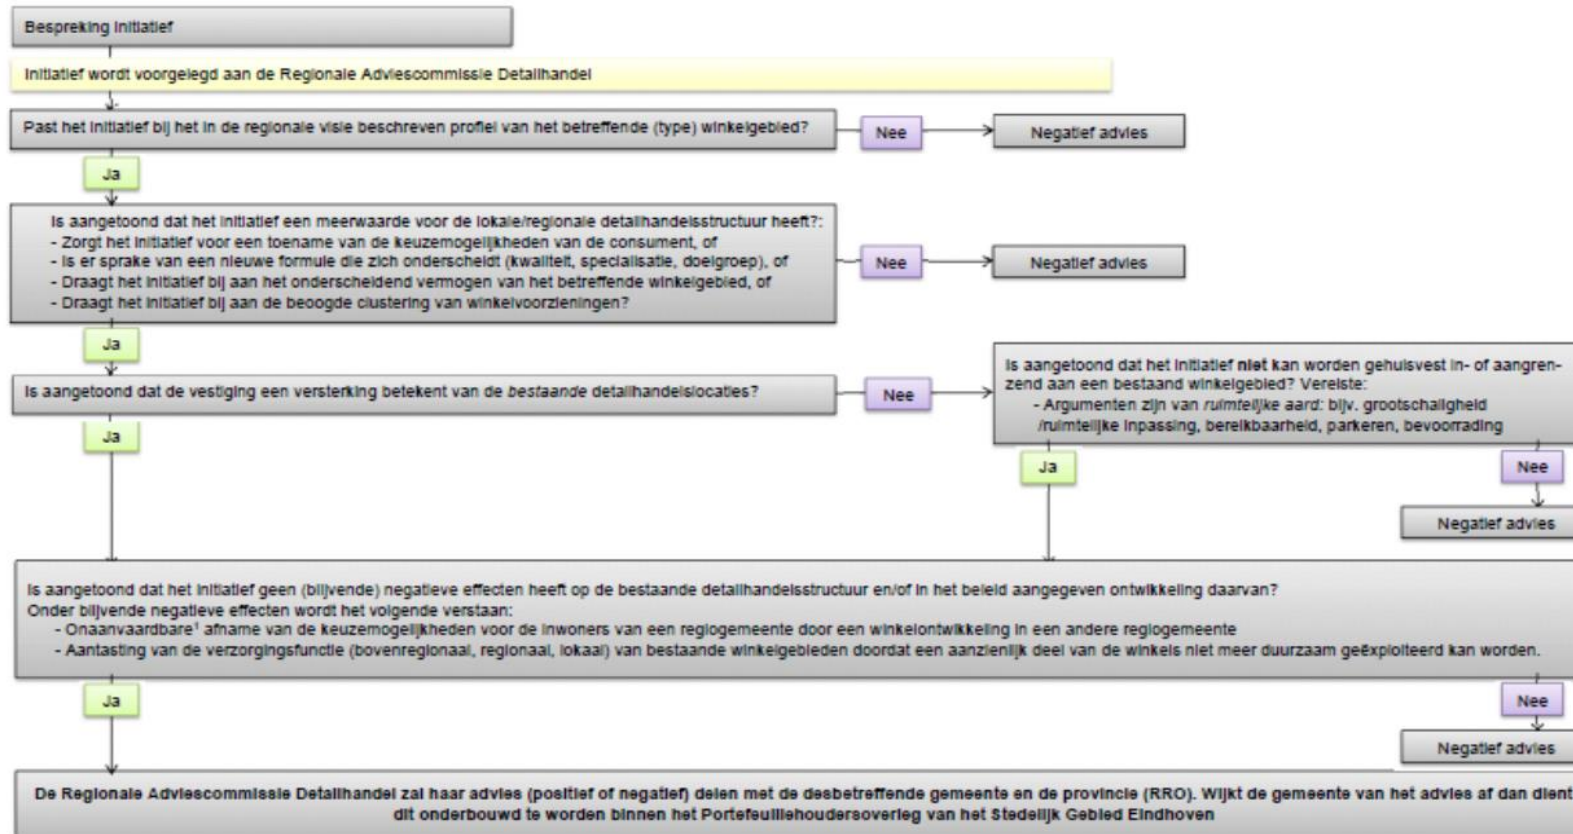 Bespreking initiatief
Initiatief wordt voorgelegd aan de Regionale Adviescommissie Detailhandel
Past het initiatief bij het in de regionale visie beschreven profiel van het betreffende (type) winkelgebied?
Nee
Negatief advies
Ja
Is aangetoond dat het initiatief een meerwaarde voor de lokale/regionale detailhandelsstructuur heeft?:
- Zorgt het initiatief voor een toename van de keuzemogelijkheden van de consument, of
- Is er sprake van een nieuwe formule die zich onderscheidt (kwaliteit, specialisatie, doelgroep), of
- Draagt het initiatief bij aan het onderscheidend vermogen van het betreffende winkelgebied, of
- Draagt het initiatief bij aan de beoogde clustering van winkelvoorzieningen?
Nee
Negatief advies
Ja
Is aangetoond dat de vestiging een versterking betekent van de bestaande detailhandelslocaties?
Nee
Is aangetoond dat het initiatief niet kan worden gehuisvest in- of aangren-
zend aan een bestaand winkelgebied? Vereiste:
- Argumenten zijn van ruimtelijke aard: bijv. grootschaligheid
/ruimtelijke inpassing, bereikbaarheid, parkeren, bevoorrading
Ja
Ja
Nee
Negatief advies
Is aangetoond dat het initiatief geen (blijvende) negatieve effecten heeft op de bestaande detailhandelsstructuur en/of in het beleid aangegeven ontwikkeling daarvan?
Onder blijvende negatieve effecten wordt het volgende verstaan:
- Onaanvaardbare¹ afname van de keuzemogelijkheden voor de inwoners van een regiogemeente door een winkelontwikkeling in een andere regiogemeente
- Aantasting van de verzorgingsfunctie (bovenregionaal, regionaal, lokaal) van bestaande winkelgebieden doordat een aanzienlijk deel van de winkels niet meer duurzaam geëxploiteerd kan worden.
Ja
Nee
Negatief advies
De Regionale Adviescommissie Detailhandel zal haar advies (positief of negatief) delen met de desbetreffende gemeente en de provincie (RRO). Wijkt de gemeente van het advies af dan dient
dit onderbouwd te worden binnen het Portefeuillehoudersoverleg van het Stedelijk Gebied Eindhoven